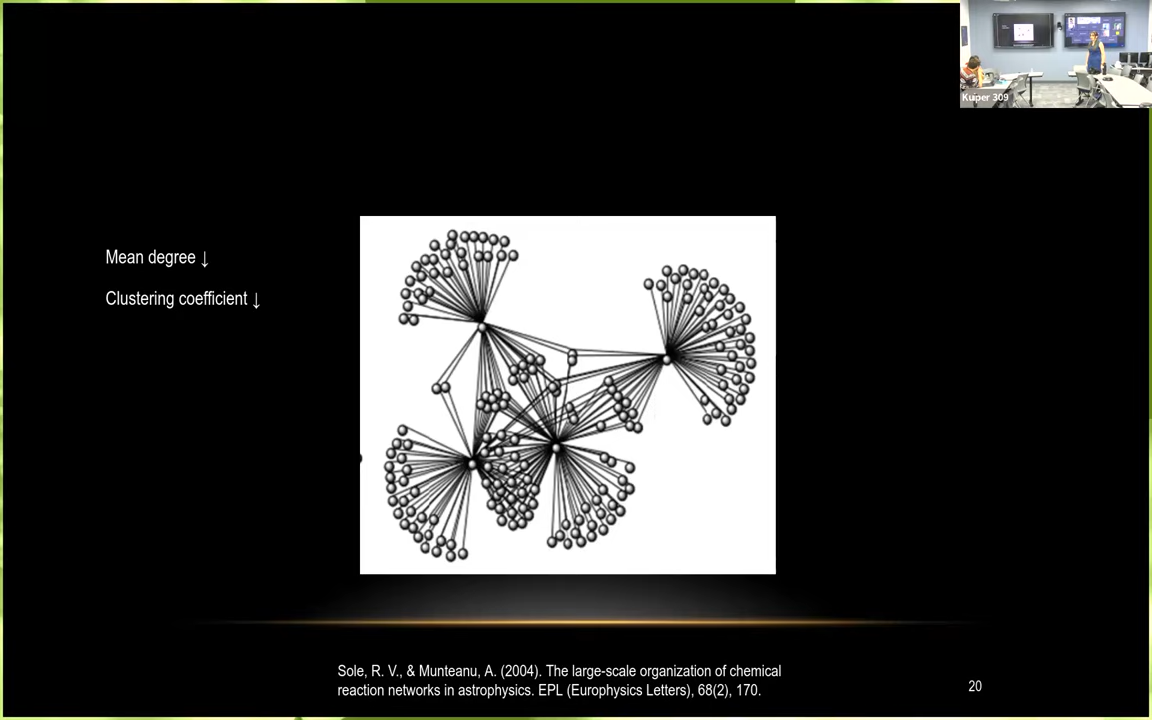 Kuiper 309
Mean degree ↓
Clustering coefficient ↓
Sole, R. V., & Munteanu, A. (2004). The large-scale organization of chemical
reaction networks in astrophysics. EPL (Europhysics Letters), 68(2), 170.
20